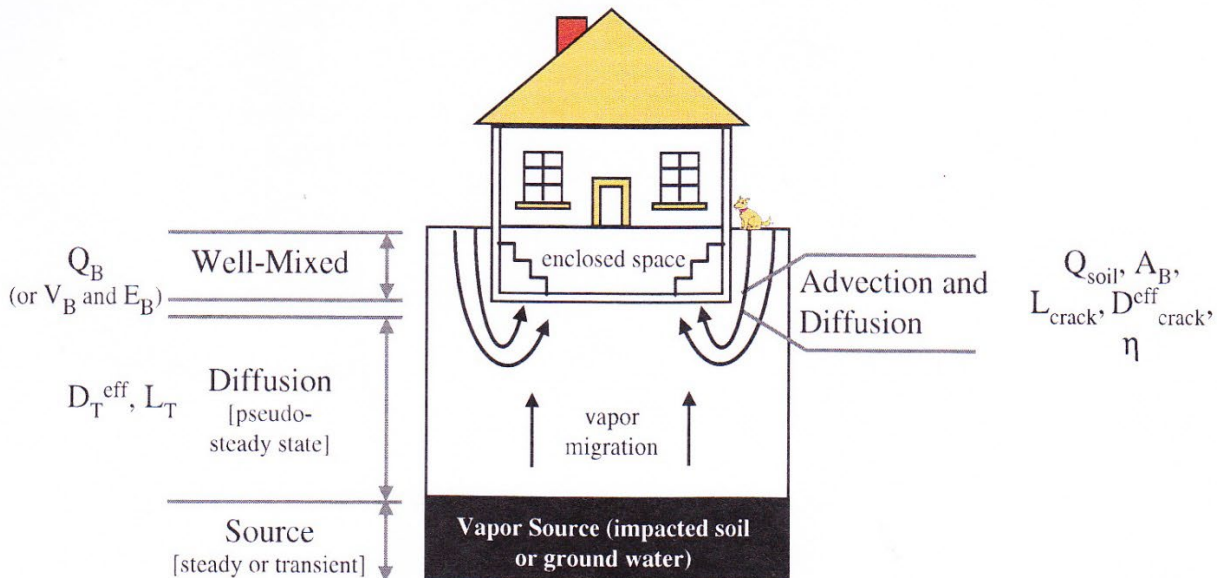 Q_B
(or V_B and E_B)
Well-Mixed
enclosed space
Advection and
Diffusion
Q_soil, A_B,
L_crack, D^eff_crack,
η
D_T^eff, L_T
Diffusion
[pseudo-
steady state]
vapor
migration
Source
[steady or transient]
Vapor Source (impacted soil
or ground water)